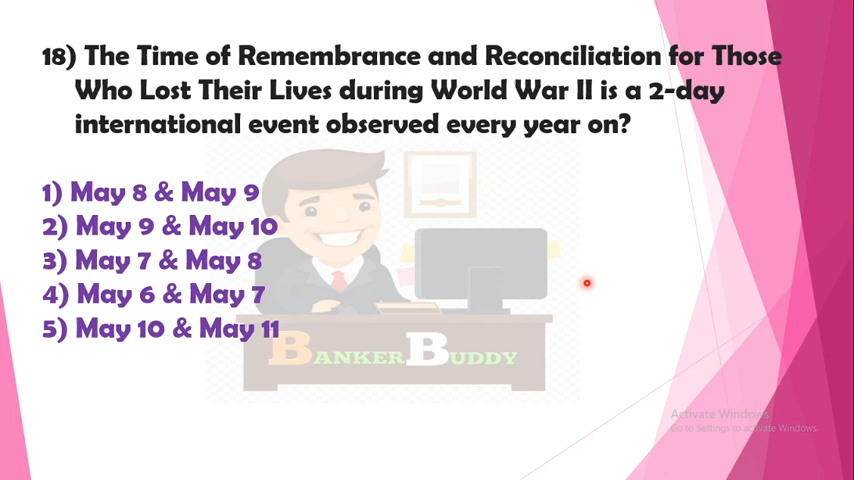 18) The Time of Remembrance and Reconciliation for Those
Who Lost Their Lives during World War II is a 2-day
international event observed every year on?
1) May 8 & May 9
2) May 9 & May 10
3) May 7 & May 8
4) May 6 & May 7
5) May 10 & May 11
BANKERBUDDY
Activate Windows
Go to Settings to activate Windows.